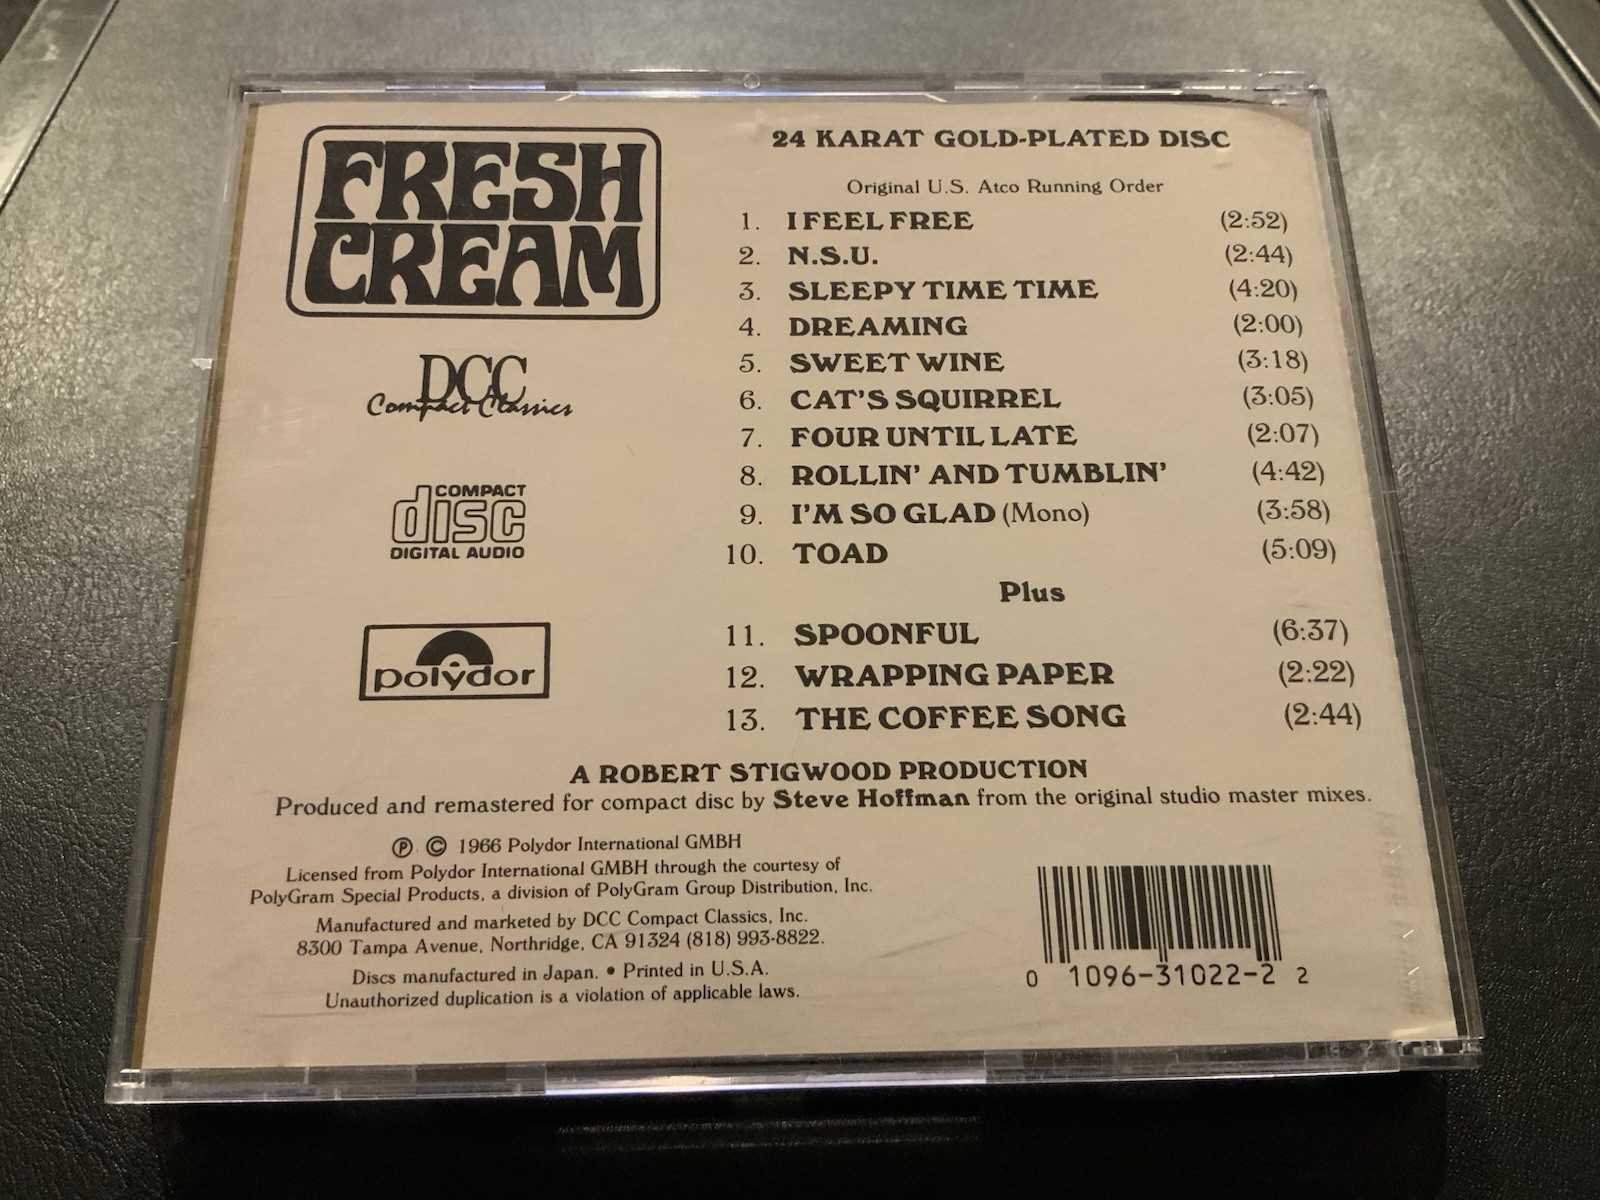 FRESH
CREAM
DCC
Compact Classics
COMPACT
disc
DIGITAL AUDIO
polydor
24 KARAT GOLD-PLATED DISC
Original U.S. Atco Running Order
1. I FEEL FREE (2:52)
2. N.S.U. (2:44)
3. SLEEPY TIME TIME (4:20)
4. DREAMING (2:00)
5. SWEET WINE (3:18)
6. CAT'S SQUIRREL (3:05)
7. FOUR UNTIL LATE (2:07)
8. ROLLIN' AND TUMBLIN' (4:42)
9. I'M SO GLAD (Mono) (3:58)
10. TOAD (5:09)
Plus
11. SPOONFUL (6:37)
12. WRAPPING PAPER (2:22)
13. THE COFFEE SONG (2:44)
A ROBERT STIGWOOD PRODUCTION
Produced and remastered for compact disc by Steve Hoffman from the original studio master mixes.
℗ © 1966 Polydor International GMBH
Licensed from Polydor International GMBH through the courtesy of
PolyGram Special Products, a division of PolyGram Group Distribution, Inc.
Manufactured and marketed by DCC Compact Classics, Inc.
8300 Tampa Avenue, Northridge, CA 91324 (818) 993-8822.
Discs manufactured in Japan. • Printed in U.S.A.
Unauthorized duplication is a violation of applicable laws.
0 1096-31022-2 2